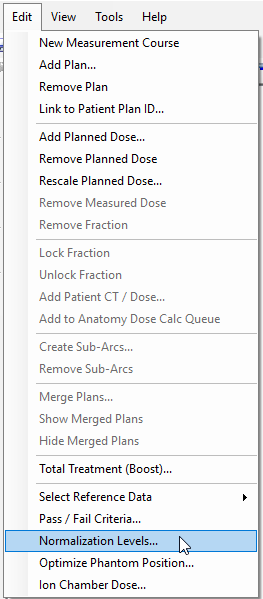 Edit View Tools Help
New Measurement Course
Add Plan...
Remove Plan
Link to Patient Plan ID...
Add Planned Dose...
Remove Planned Dose
Rescale Planned Dose...
Remove Measured Dose
Remove Fraction
Lock Fraction
Unlock Fraction
Add Patient CT / Dose...
Add to Anatomy Dose Calc Queue
Create Sub-Arcs...
Remove Sub-Arcs
Merge Plans...
Show Merged Plans
Hide Merged Plans
Total Treatment (Boost)...
Select Reference Data
Pass / Fail Criteria...
Normalization Levels...
Optimize Phantom Position...
Ion Chamber Dose...